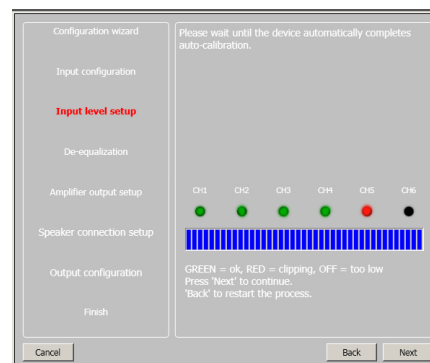 Configuration wizard
Input configuration
Input level setup
De-equalization
Amplifier output setup
Speaker connection setup
Output configuration
Finish
Please wait until the device automatically completes
auto-calibration.
CH1 CH2 CH3 CH4 CH5 CH6
GREEN = ok, RED = clipping, OFF = too low
Press 'Next' to continue.
'Back' to restart the process.
Cancel Back Next